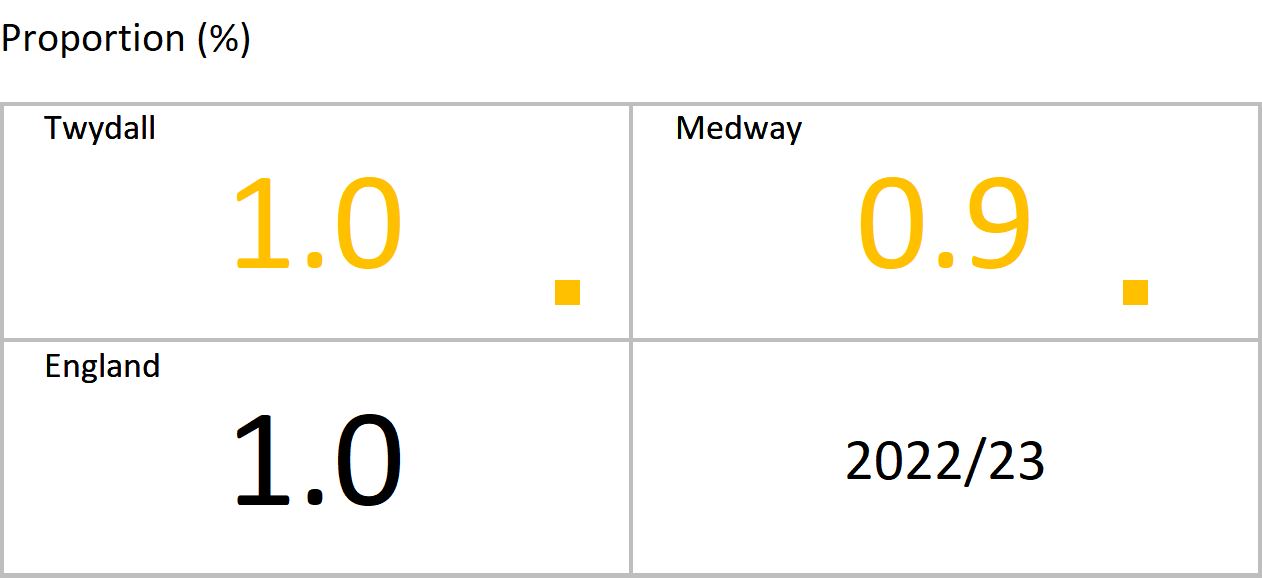 Proportion (%)
Twydall
1.0
Medway
0.9
England
1.0
2022/23